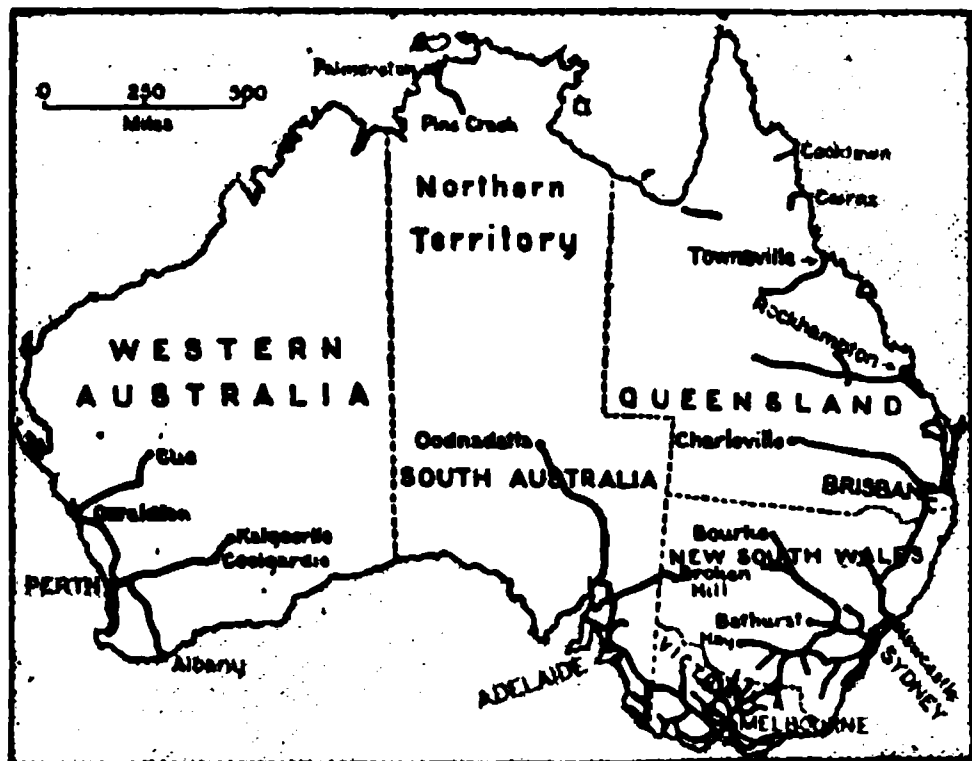 Palmerston
0 250 500
Miles
Pine Creek
Cooktown
Northern
Territory
Cairns
Townsville
Rockhampton
WESTERN
AUSTRALIA
QUEENSLAND
Oodnadatta
Charleville
Cue
SOUTH AUSTRALIA
BRISBANE
Geraldton
Kalgoorlie
Coolgardie
Bourke
NEW SOUTH WALES
Broken
Hill
PERTH
Bathurst
Hay
Newcastle
SYDNEY
Albany
ADELAIDE
VICTORIA
MELBOURNE